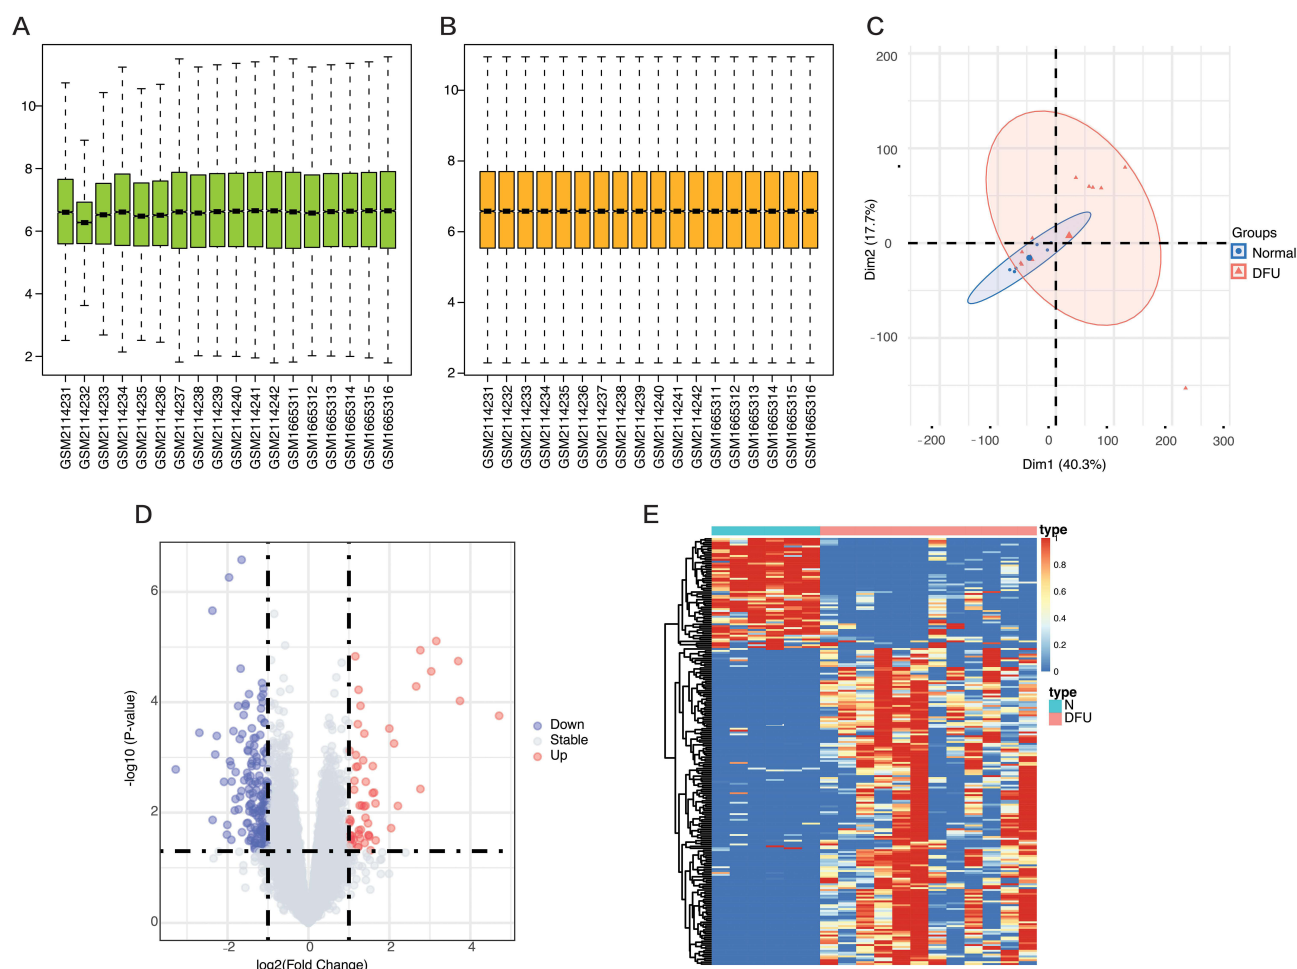 A
10
8
6
4
2
GSM2114231
GSM2114232
GSM2114233
GSM2114234
GSM2114235
GSM2114236
GSM2114237
GSM2114238
GSM2114239
GSM2114240
GSM2114241
GSM2114242
GSM1665311
GSM1665312
GSM1665313
GSM1665314
GSM1665315
GSM1665316
B
10
8
6
4
2
GSM2114231
GSM2114232
GSM2114233
GSM2114234
GSM2114235
GSM2114236
GSM2114237
GSM2114238
GSM2114239
GSM2114240
GSM2114241
GSM2114242
GSM1665311
GSM1665312
GSM1665313
GSM1665314
GSM1665315
GSM1665316
C
200
100
0
-100
Dim2 (17.7%)
-200 -100 0 100 200 300
Dim1 (40.3%)
Groups
Normal
DFU
D
6
4
2
0
-log10 (P-value)
-2 0 2 4
log2(Fold Change)
Down
Stable
Up
E
type
1
0.8
0.6
0.4
0.2
0
type
N
DFU